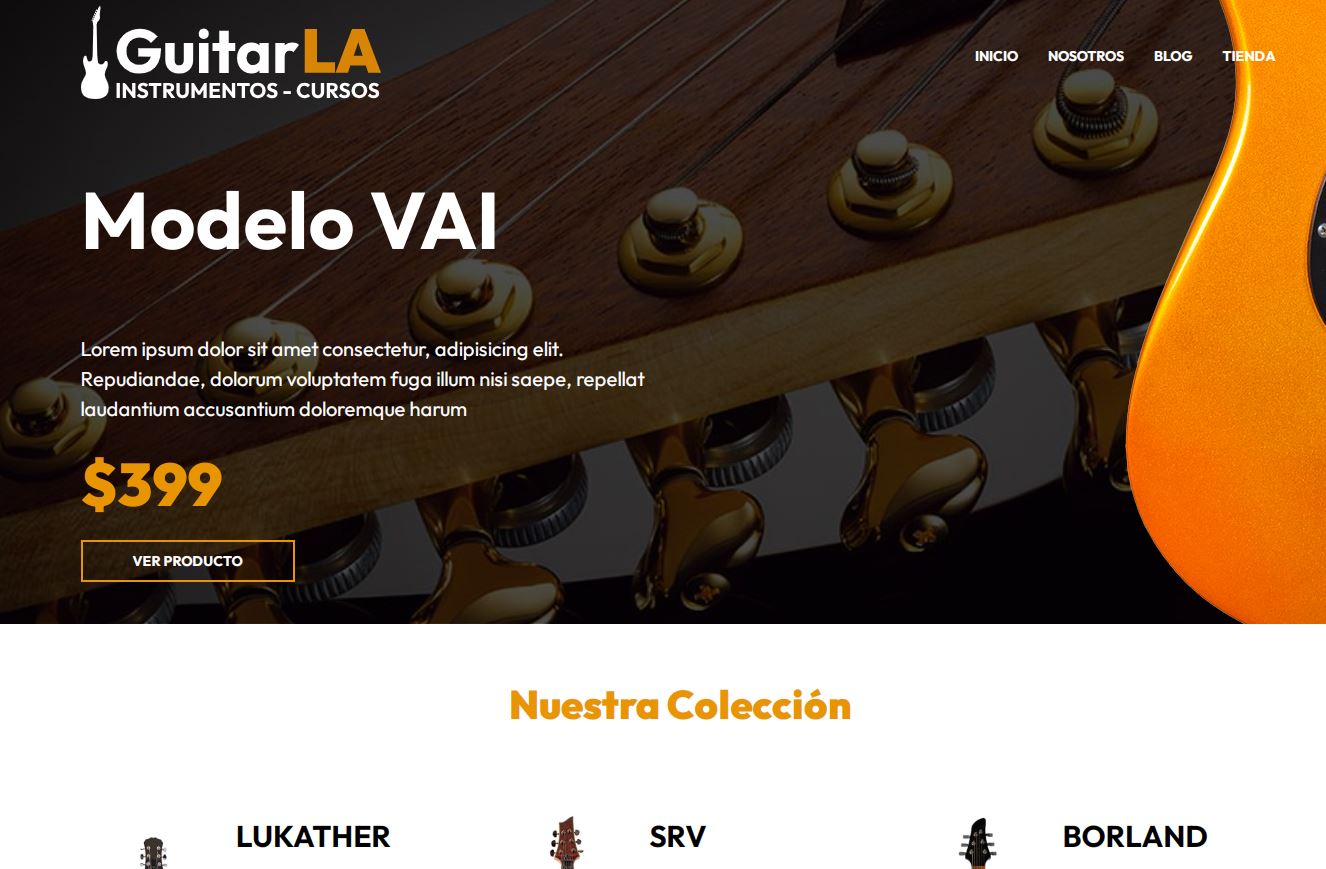 GuitarLA
INSTRUMENTOS - CURSOS
INICIO NOSOTROS BLOG TIENDA
Modelo VAI
Lorem ipsum dolor sit amet consectetur, adipisicing elit.
Repudiandae, dolorum voluptatem fuga illum nisi saepe, repellat
laudantium accusantium doloremque harum
$399
VER PRODUCTO
Nuestra Colección
LUKATHER SRV BORLAND